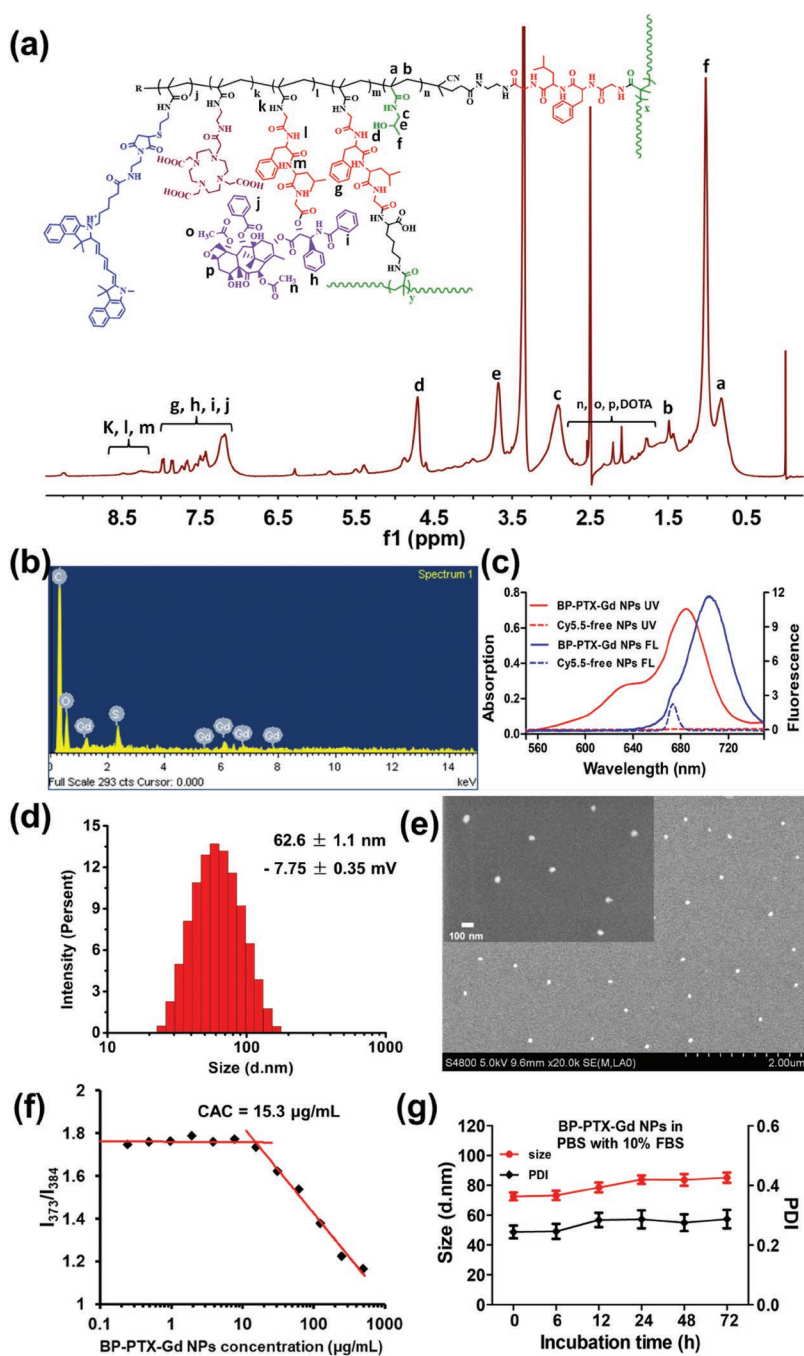 (a)
a b f
R j k l m n CN x
k l m d c e f g
HO
j o i p n h
HOOC COOH
HOOC
H₃C
CH₃
OH
y
d e c n, o, p,DOTA b a
K, l, m g, h, i, j
8.5 7.5 6.5 5.5 4.5 3.5 2.5 1.5 0.5
f1 (ppm)
(b)
Spectrum 1
C
O
Gd S Gd Gd Gd Gd
0 2 4 6 8 10 12 14
Full Scale 293 cts Cursor: 0.000 keV
(c)
BP-PTX-Gd NPs UV
Cy5.5-free NPs UV
BP-PTX-Gd NPs FL
Cy5.5-free NPs FL
Absorption
0.8
0.6
0.4
0.2
0.0
Fluorescence
12
9
6
3
0
550 600 640 680 720
Wavelength (nm)
(d)
62.6 ± 1.1 nm
- 7.75 ± 0.35 mV
Intensity (Persent)
15
12
9
6
3
0
10 100 1000
Size (d.nm)
(e)
100 nm
S4800 5.0kV 9.6mm x20.0k SE(M,LA0) 2.00um
(f)
CAC = 15.3 µg/mL
I373/I384
2
1.8
1.6
1.4
1.2
1
0.1 1 10 100 1000
BP-PTX-Gd NPs concentration (µg/mL)
(g)
BP-PTX-Gd NPs in
PBS with 10% FBS
size
PDI
Size (d.nm)
120
100
80
60
40
20
0
PDI
0.6
0.4
0.2
0.0
0 6 12 24 48 72
Incubation time (h)